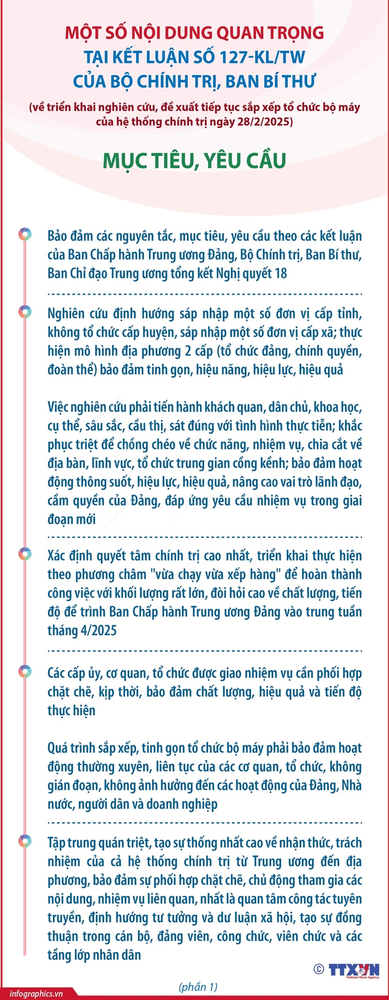 MỘT SỐ NỘI DUNG QUAN TRỌNG
TẠI KẾT LUẬN SỐ 127-KL/TW
CỦA BỘ CHÍNH TRỊ, BAN BÍ THƯ
(về triển khai nghiên cứu, đề xuất tiếp tục sắp xếp tổ chức bộ máy
của hệ thống chính trị ngày 28/2/2025)
MỤC TIÊU, YÊU CẦU
Bảo đảm các nguyên tắc, mục tiêu, yêu cầu theo các kết luận
của Ban Chấp hành Trung ương Đảng, Bộ Chính trị, Ban Bí thư,
Ban Chỉ đạo Trung ương tổng kết Nghị quyết 18
Nghiên cứu định hướng sáp nhập một số đơn vị cấp tỉnh,
không tổ chức cấp huyện, sáp nhập một số đơn vị cấp xã; thực
hiện mô hình địa phương 2 cấp (tổ chức đảng, chính quyền,
đoàn thể) bảo đảm tinh gọn, hiệu năng, hiệu lực, hiệu quả
Việc nghiên cứu phải tiến hành khách quan, dân chủ, khoa học,
cụ thể, sâu sắc, cầu thị, sát đúng với tình hình thực tiễn; khắc
phục triệt để chồng chéo về chức năng, nhiệm vụ, chia cắt về
địa bàn, lĩnh vực, tổ chức trung gian cồng kềnh; bảo đảm hoạt
động thông suốt, hiệu lực, hiệu quả, nâng cao vai trò lãnh đạo,
cầm quyền của Đảng, đáp ứng yêu cầu nhiệm vụ trong giai
đoạn mới
Xác định quyết tâm chính trị cao nhất, triển khai thực hiện
theo phương châm "vừa chạy vừa xếp hàng" để hoàn thành
công việc với khối lượng rất lớn, đòi hỏi cao về chất lượng, tiến
độ để trình Ban Chấp hành Trung ương Đảng vào trung tuần
tháng 4/2025
Các cấp ủy, cơ quan, tổ chức được giao nhiệm vụ cần phối hợp
chặt chẽ, kịp thời, bảo đảm chất lượng, hiệu quả và tiến độ
thực hiện
Quá trình sắp xếp, tinh gọn tổ chức bộ máy phải bảo đảm hoạt
động thường xuyên, liên tục của các cơ quan, tổ chức, không
gián đoạn, không ảnh hưởng đến các hoạt động của Đảng, Nhà
nước, người dân và doanh nghiệp
Tập trung quán triệt, tạo sự thống nhất cao về nhận thức, trách
nhiệm của cả hệ thống chính trị từ Trung ương đến địa
phương, bảo đảm sự phối hợp chặt chẽ, chủ động tham gia các
nội dung, nhiệm vụ liên quan, nhất là quan tâm công tác tuyên
truyền, định hướng tư tưởng và dư luận xã hội, tạo sự đồng
thuận trong cán bộ, đảng viên, công chức, viên chức và các
tầng lớp nhân dân
© TTXVN
Vietnam News Agency
(phần 1)
infographics.vn